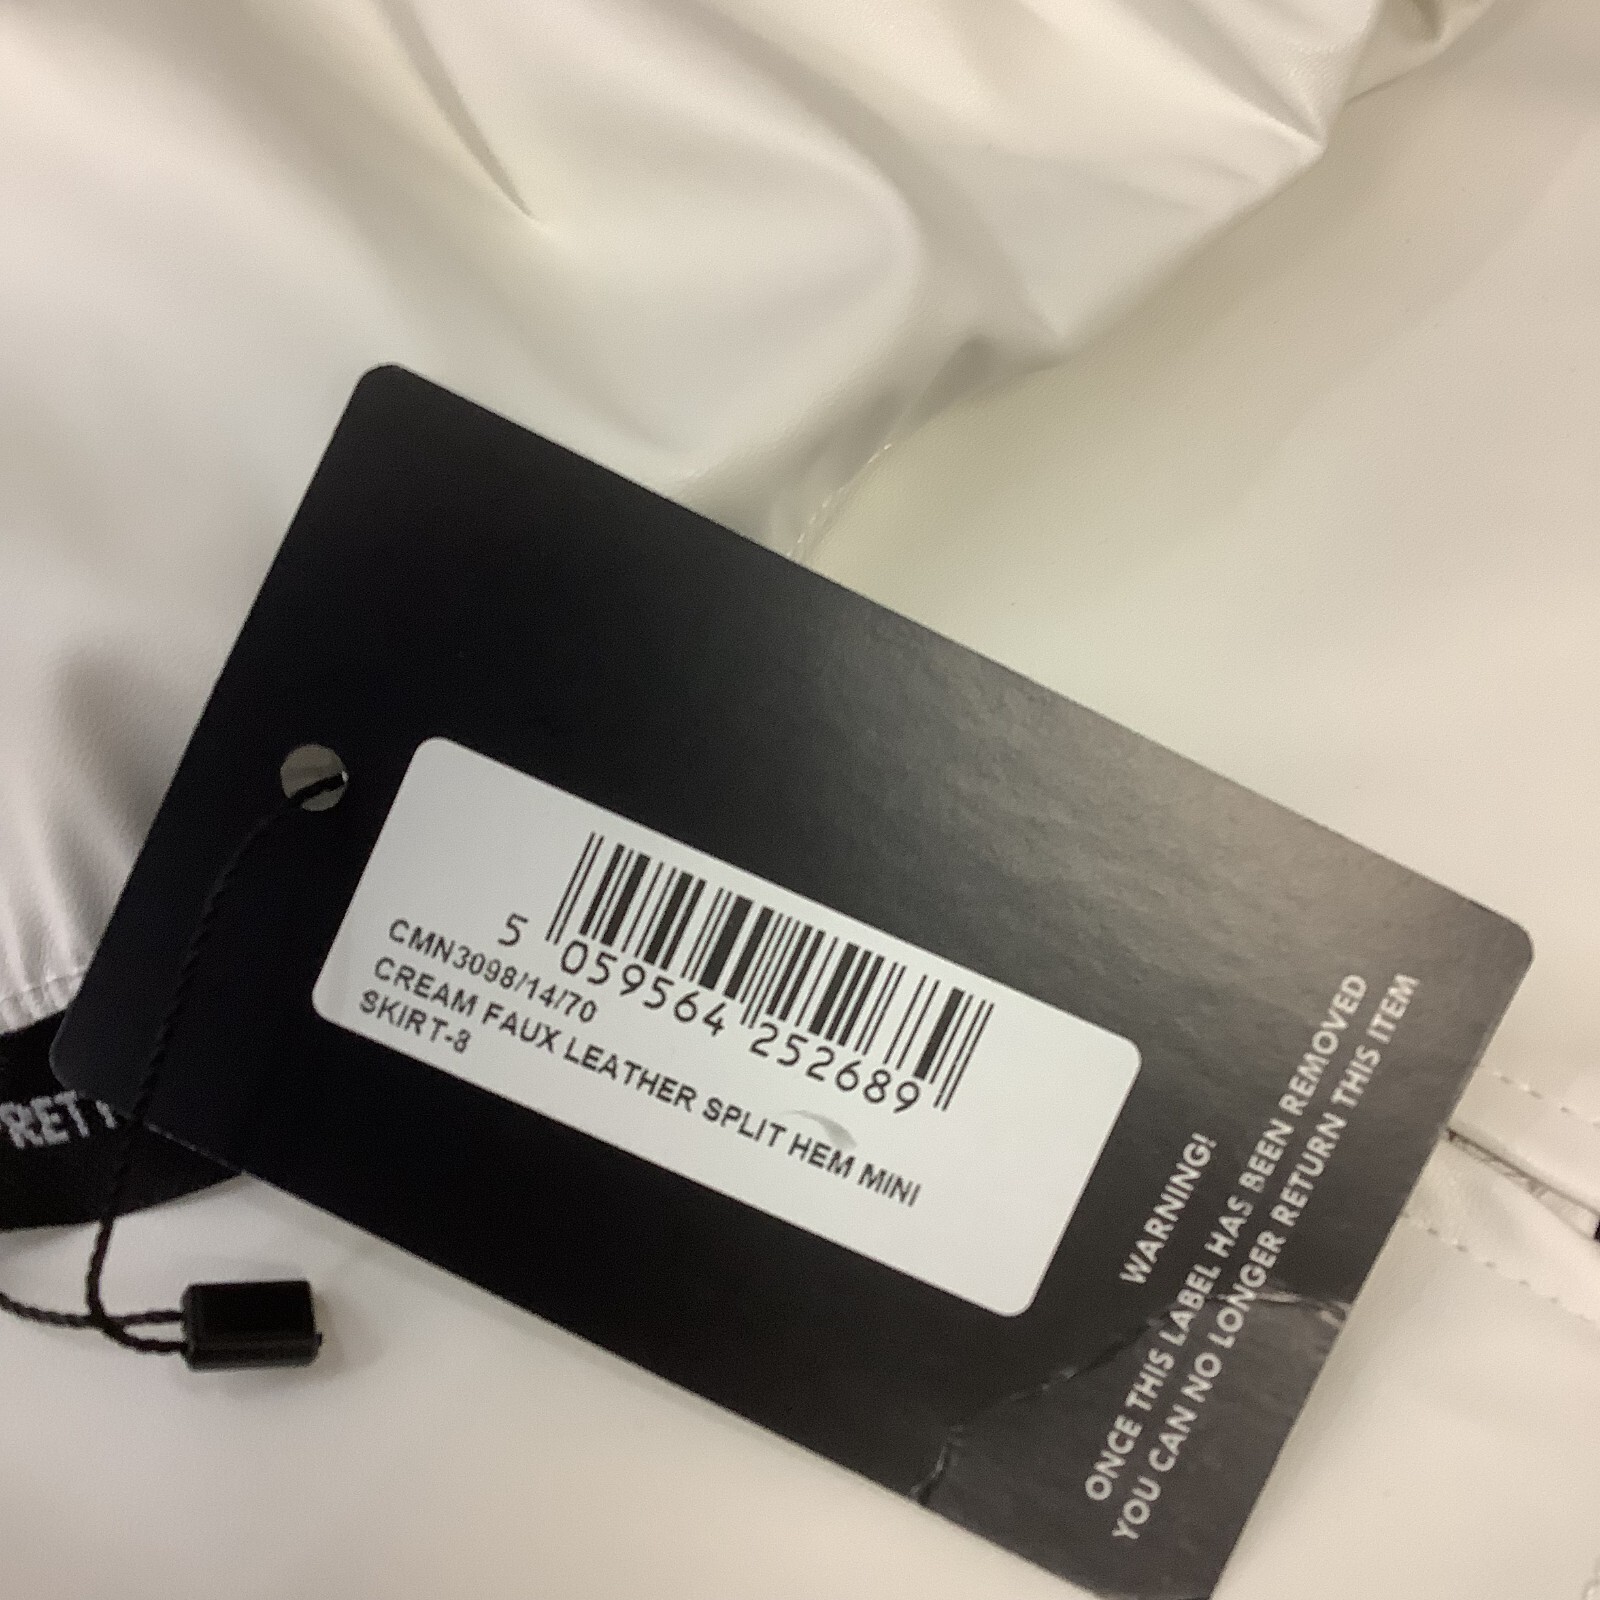 5 059564 252689
CMN3098/14/70
CREAM FAUX LEATHER SPLIT HEM MINI
SKIRT-8
WARNING!
ONCE THIS LABEL HAS BEEN REMOVED
YOU CAN NO LONGER RETURN THIS ITEM